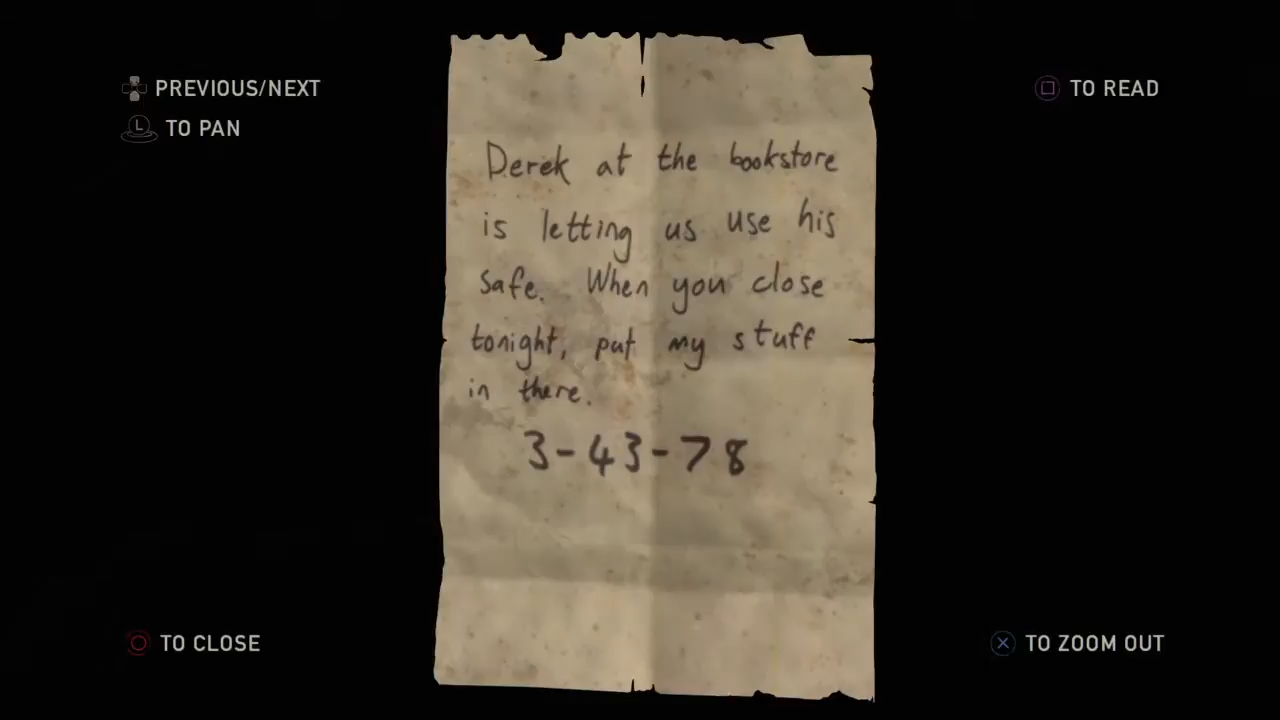 PREVIOUS/NEXT
L TO PAN
TO READ
Derek at the bookstore
is letting us use his
safe. When you close
tonight, put my stuff
in there.
3-43-78
TO CLOSE
TO ZOOM OUT